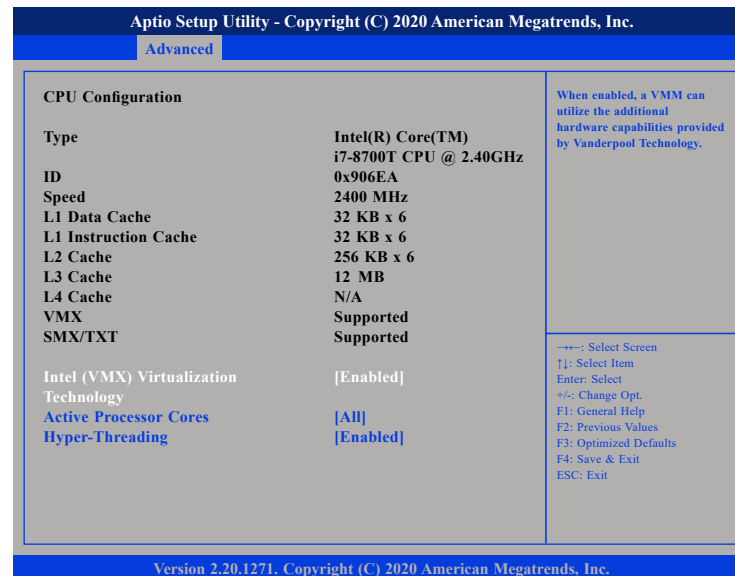 Aptio Setup Utility - Copyright (C) 2020 American Megatrends, Inc.
Advanced
CPU Configuration
Type Intel(R) Core(TM)
i7-8700T CPU @ 2.40GHz
ID 0x906EA
Speed 2400 MHz
L1 Data Cache 32 KB x 6
L1 Instruction Cache 32 KB x 6
L2 Cache 256 KB x 6
L3 Cache 12 MB
L4 Cache N/A
VMX Supported
SMX/TXT Supported
Intel (VMX) Virtualization [Enabled]
Technology
Active Processor Cores [All]
Hyper-Threading [Enabled]
When enabled, a VMM can
utilize the additional
hardware capabilities provided
by Vanderpool Technology.
→←: Select Screen
↑↓: Select Item
Enter: Select
+/-: Change Opt.
F1: General Help
F2: Previous Values
F3: Optimized Defaults
F4: Save & Exit
ESC: Exit
Version 2.20.1271. Copyright (C) 2020 American Megatrends, Inc.